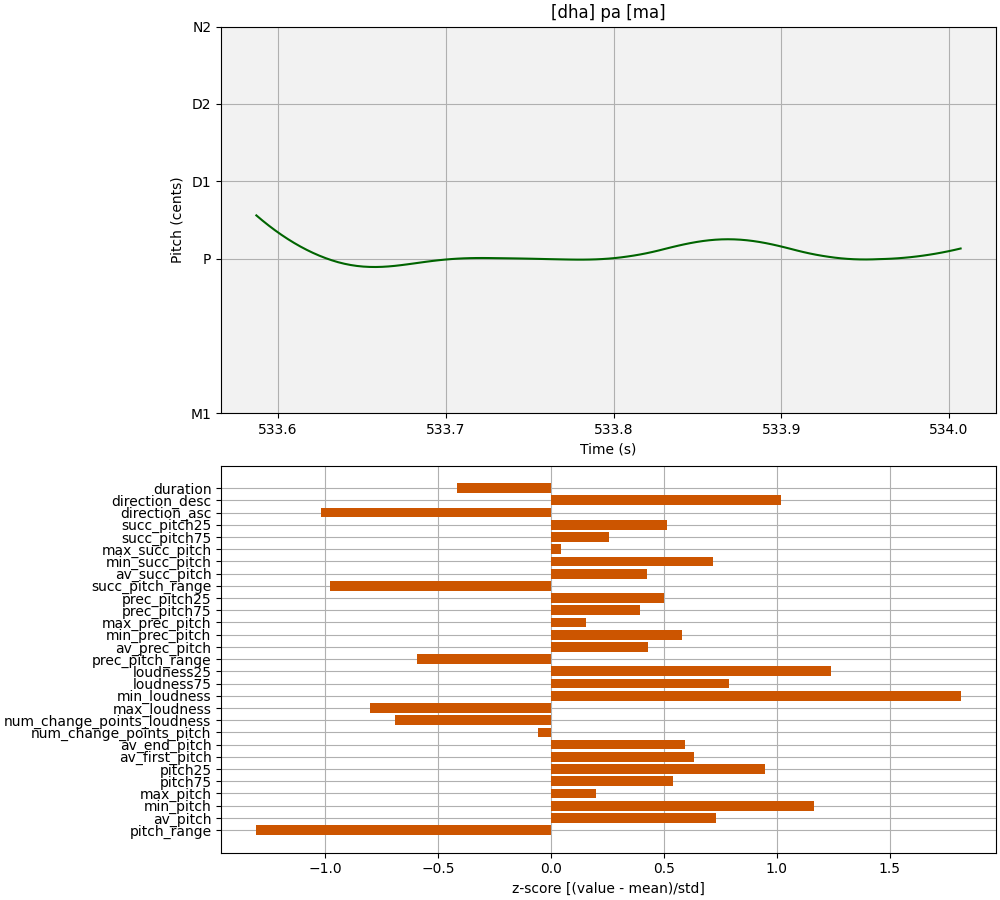 [dha] pa [ma]
N2
D2
D1
P
M1
Pitch (cents)
533.6
533.7
533.8
533.9
534.0
Time (s)
duration
direction_desc
direction_asc
succ_pitch25
succ_pitch75
max_succ_pitch
min_succ_pitch
av_succ_pitch
succ_pitch_range
prec_pitch25
prec_pitch75
max_prec_pitch
min_prec_pitch
av_prec_pitch
prec_pitch_range
loudness25
loudness75
min_loudness
max_loudness
num_change_points_loudness
num_change_points_pitch
av_end_pitch
av_first_pitch
pitch25
pitch75
max_pitch
min_pitch
av_pitch
pitch_range
−1.0
−0.5
0.0
0.5
1.0
1.5
z-score [(value - mean)/std]